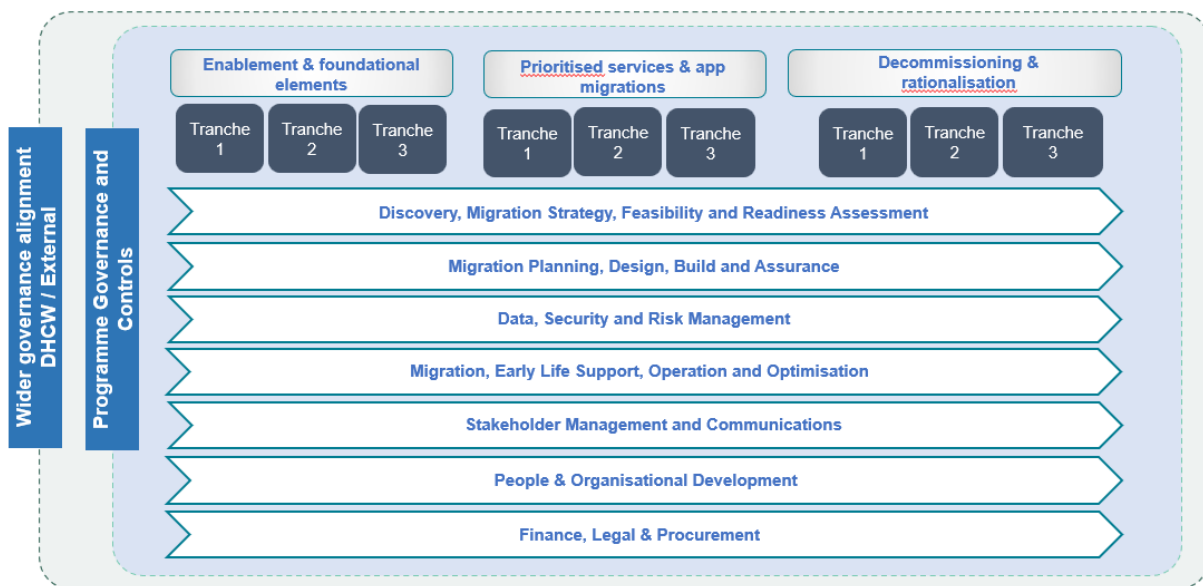 Enablement & foundational
elements
Prioritised services & app
migrations
Decommissioning &
rationalisation
Tranche
1
Tranche
2
Tranche
3
Tranche
1
Tranche
2
Tranche
3
Tranche
1
Tranche
2
Tranche
3
Wider governance alignment
DHCW / External
Programme Governance and
Controls
Discovery, Migration Strategy, Feasibility and Readiness Assessment
Migration Planning, Design, Build and Assurance
Data, Security and Risk Management
Migration, Early Life Support, Operation and Optimisation
Stakeholder Management and Communications
People & Organisational Development
Finance, Legal & Procurement